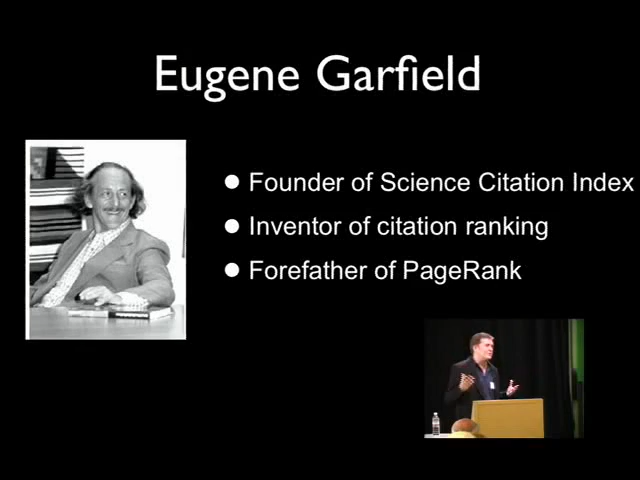 Eugene Garfield
Founder of Science Citation Index
Inventor of citation ranking
Forefather of PageRank